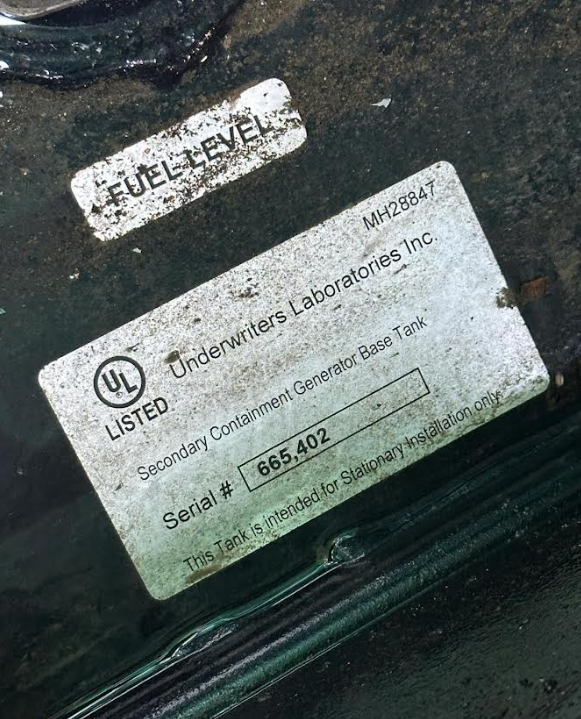 FUEL LEVEL
MH28847
Underwriters Laboratories Inc.
UL
®
LISTED
Secondary Containment Generator Base Tank
Serial # 665,402
This Tank is intended for Stationary Installation only